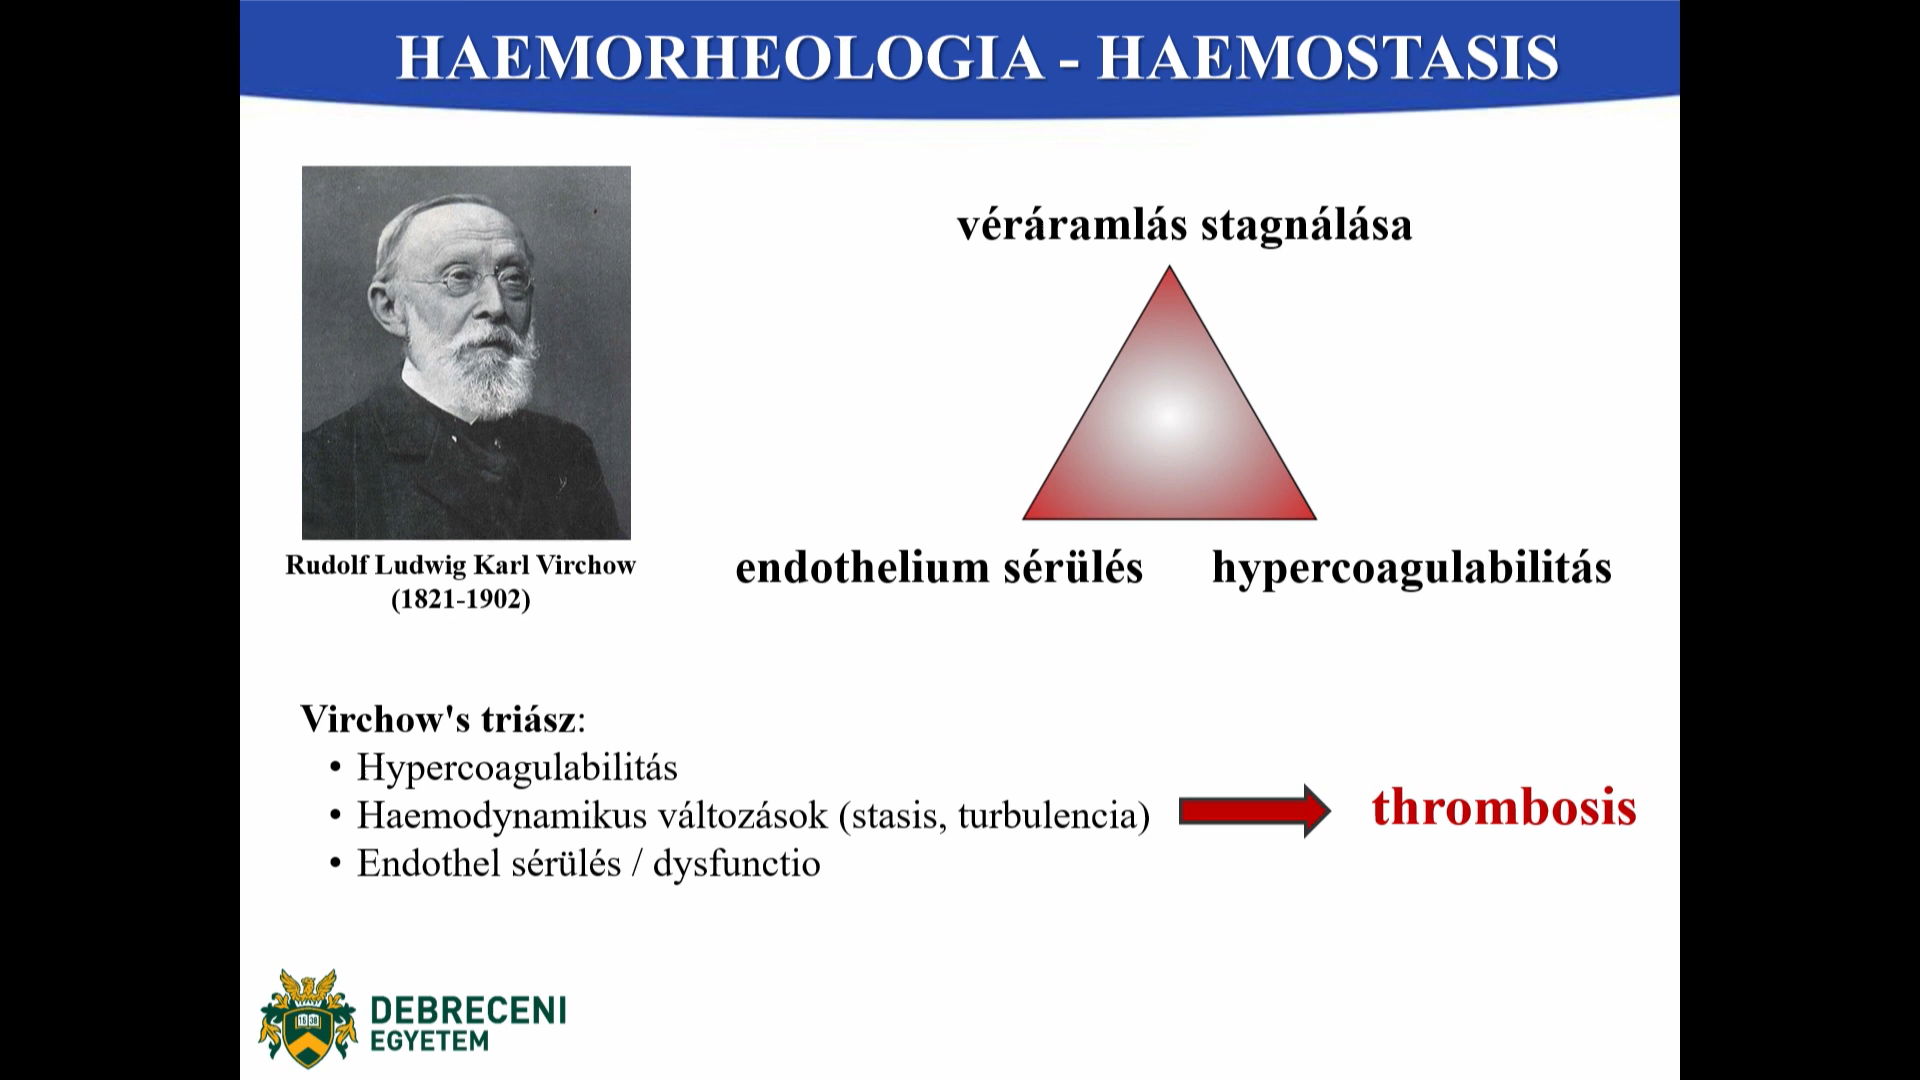 HAEMORHEOLOGIA - HAEMOSTASIS
véráramlás stagnálása
endothelium sérülés
hypercoagulabilitás
Rudolf Ludwig Karl Virchow
(1821-1902)
Virchow's triász:
• Hypercoagulabilitás
• Haemodynamikus változások (stasis, turbulencia)
• Endothel sérülés / dysfunctio
thrombosis
DEBRECENI
EGYETEM